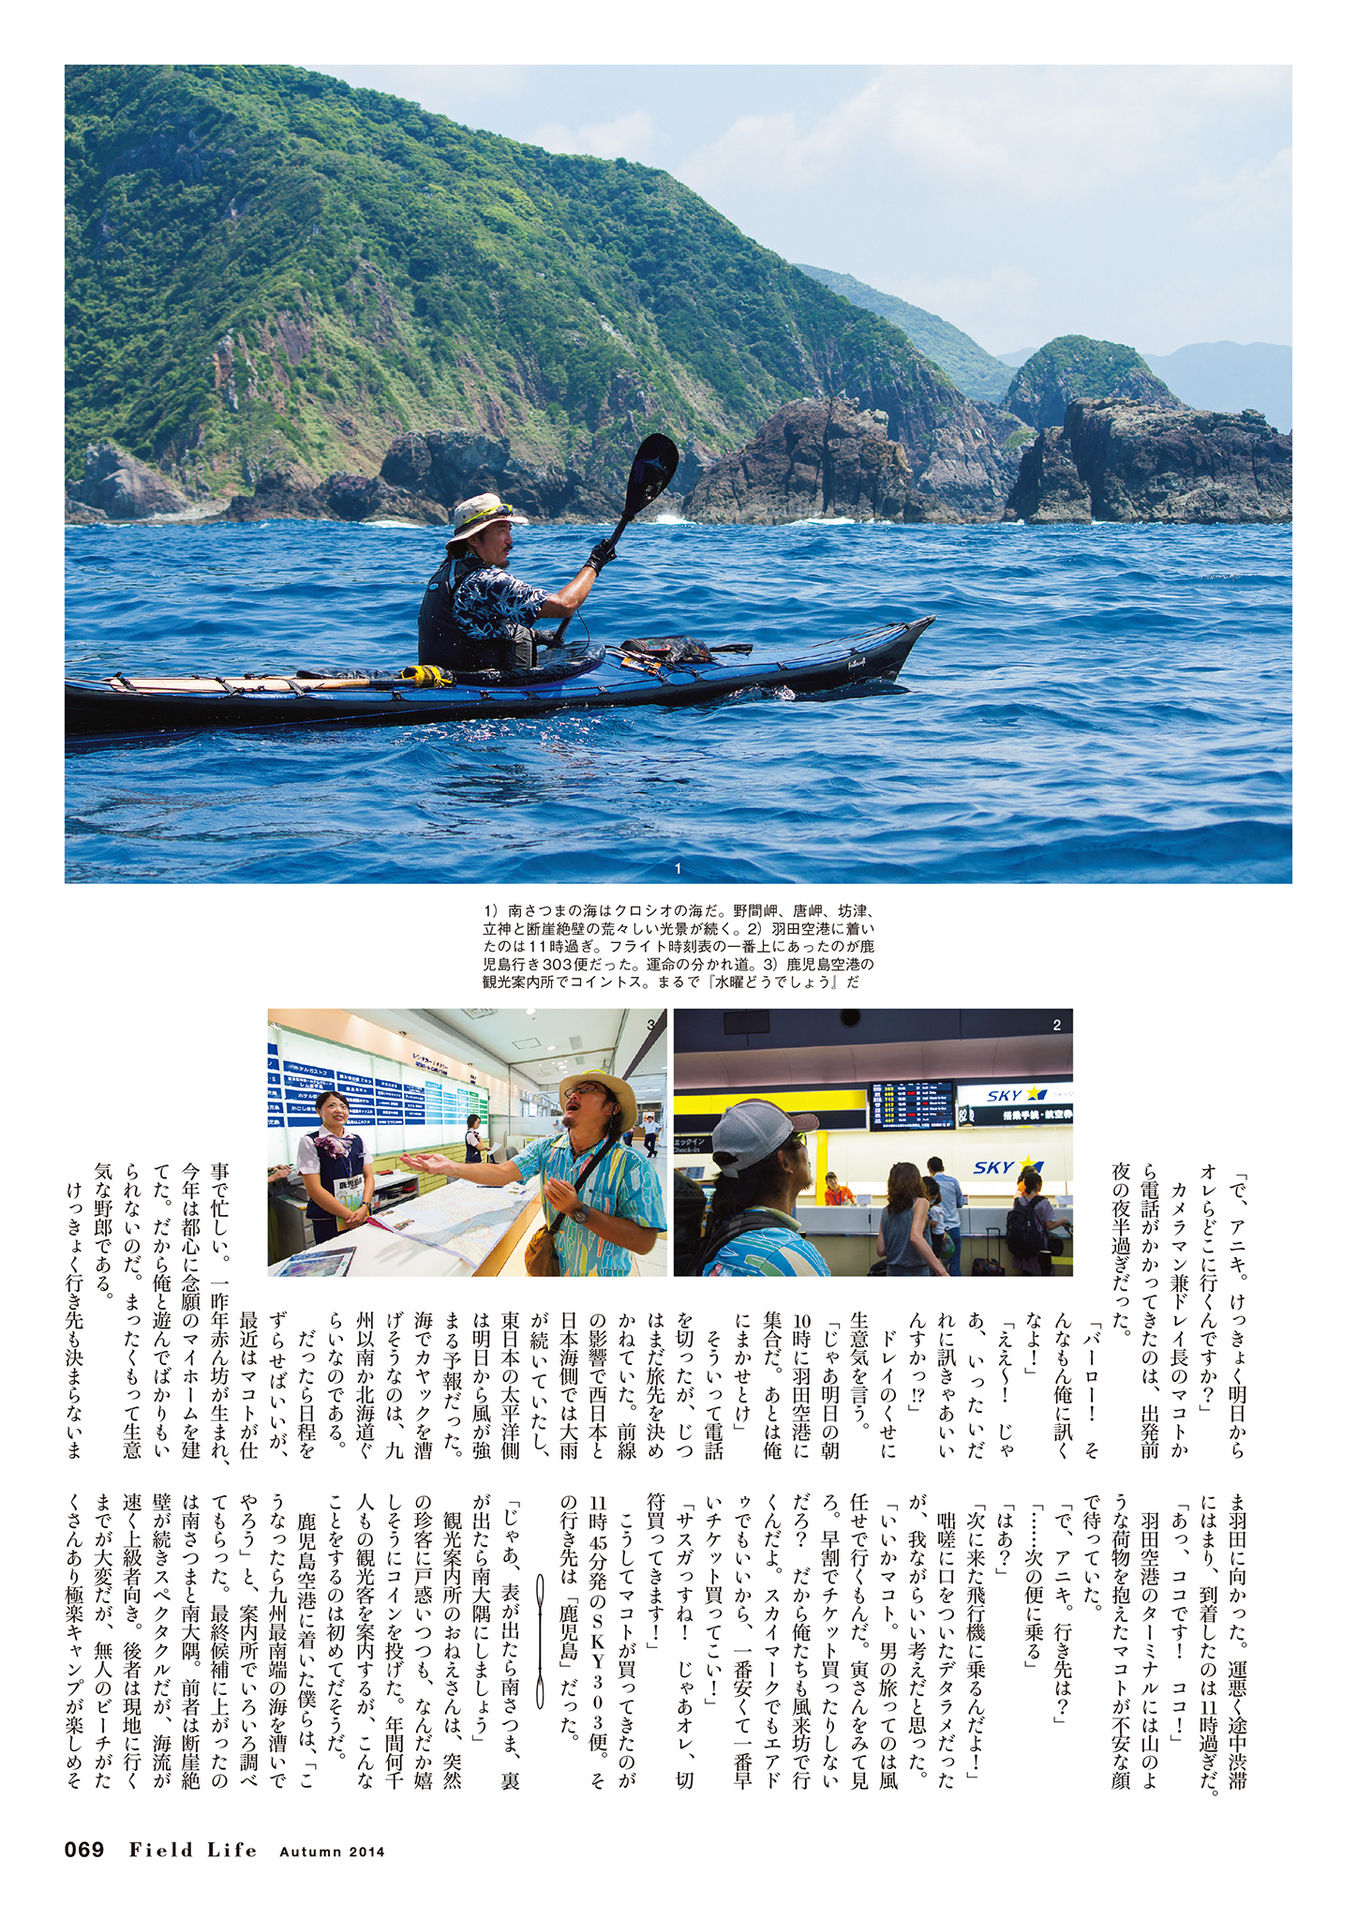 1
1）南さつまの海はクロシオの海だ。野間岬、唐岬、坊津、
立神と断崖絶壁の荒々しい光景が続く。2）羽田空港に着い
たのは11時過ぎ。フライト時刻表の一番上にあったのが鹿
児島行き303便だった。運命の分かれ道。3）鹿児島空港の
観光案内所でコイントス。まるで『水曜どうでしょう』だ
3
2
SKY
搭乗手続・航空券
SKY
チェックイン
Check-in
「で、アニキ。けっきょく明日から
オレらどこに行くんですか？」
カメラマン兼ドレイ長のマコトか
ら電話がかかってきたのは、出発前
夜の夜半過ぎだった。
「バーロー！　そ
んなもん俺に訊く
なよ！」
「ええ〜！　じゃ
あ、いったいだ
れに訊きゃあいい
んすかっ!?」
ドレイのくせに
生意気を言う。
「じゃあ明日の朝
10時に羽田空港に
集合だ。あとは俺
にまかせとけ」
そういって電話
を切ったが、じつ
はまだ旅先を決め
かねていた。前線
の影響で西日本と
日本海側では大雨
が続いていたし、
東日本の太平洋側
は明日から風が強
まる予報だった。
海でカヤックを漕
げそうなのは、九
州以南か北海道ぐ
らいなのである。
だったら日程を
ずらせばいいが、
最近はマコトが仕
事で忙しい。一昨年赤ん坊が生まれ、
今年は都心に念願のマイホームを建
てた。だから俺と遊んでばかりもい
られないのだ。まったくもって生意
気な野郎である。
けっきょく行き先も決まらないま
ま羽田に向かった。運悪く途中渋滞
にはまり、到着したのは11時過ぎだ。
「あっ、ココです！　ココ！」
羽田空港のターミナルには山のよ
うな荷物を抱えたマコトが不安な顔
で待っていた。
「で、アニキ。行き先は？」
「……次の便に乗る」
「はあ？」
「次に来た飛行機に乗るんだよ！」
咄嗟に口をついたデタラメだった
が、我ながらいい考えだと思った。
「いいかマコト。男の旅ってのは風
任せで行くもんだ。寅さんをみて見
ろ。早割でチケット買ったりしない
だろ？　だから俺たちも風来坊で行
くんだよ。スカイマークでもエアド
ゥでもいいから、一番安くて一番早
いチケット買ってこい！」
「サスガっすね！　じゃあオレ、切
符買ってきます！」
こうしてマコトが買ってきたのが
11時45分発のSKY303便。そ
の行き先は「鹿児島」だった。
「じゃあ、表が出たら南さつま、裏
が出たら南大隅にしましょう」
観光案内所のおねえさんは、突然
の珍客に戸惑いつつも、なんだか嬉
しそうにコインを投げた。年間何千
人もの観光客を案内するが、こんな
ことをするのは初めてだそうだ。
鹿児島空港に着いた僕らは、「こ
うなったら九州最南端の海を漕いで
やろう」と、案内所でいろいろ調べ
てもらった。最終候補に上がったの
は南さつまと南大隅。前者は断崖絶
壁が続きスペクタクルだが、海流が
速く上級者向き。後者は現地に行く
までが大変だが、無人のビーチがた
くさんあり極楽キャンプが楽しめそ
069 Field Life Autumn 2014